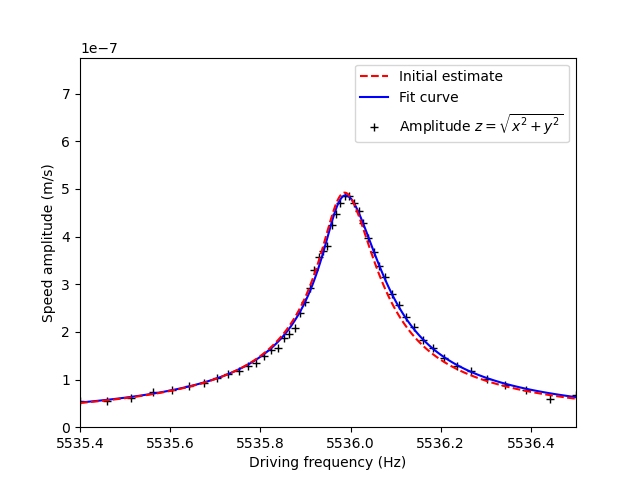 1e−7
Initial estimate
Fit curve
Amplitude z = √x² + y²
7
6
5
4
3
2
1
0
5535.4 5535.6 5535.8 5536.0 5536.2 5536.4
Driving frequency (Hz)
Speed amplitude (m/s)